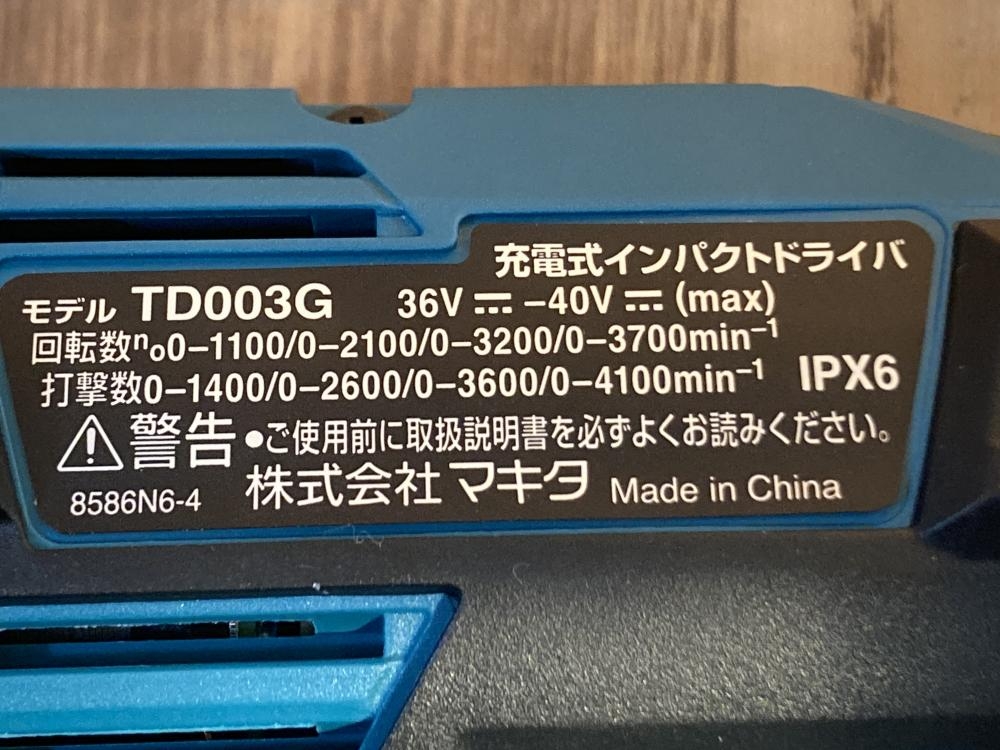 充電式インパクトドライバ
モデル TD003G 36V ⎓ –40V ⎓ (max)
回転数n₀0–1100/0–2100/0–3200/0–3700min⁻¹
打撃数0–1400/0–2600/0–3600/0–4100min⁻¹ IPX6
⚠警告 ●ご使用前に取扱説明書を必ずよくお読みください。
8586N6-4 株式会社 マキタ Made in China